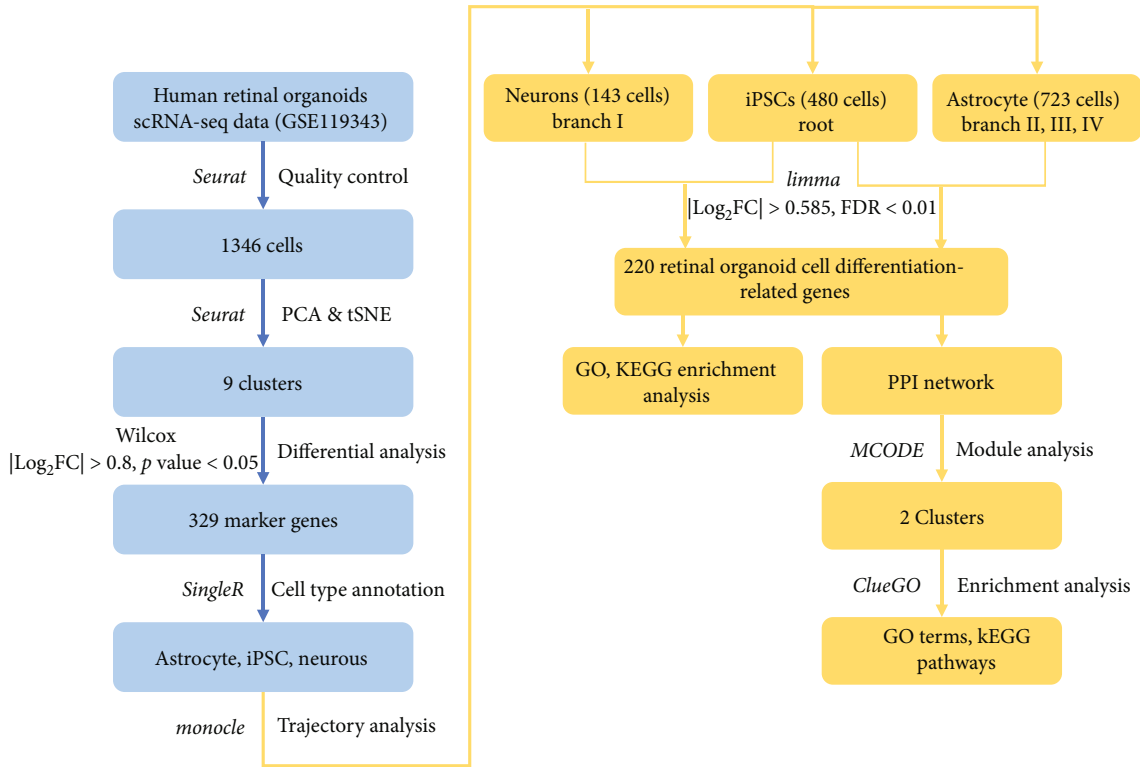 Human retinal organoids
scRNA-seq data (GSE119343)
Seurat
Quality control
1346 cells
Seurat
PCA & tSNE
9 clusters
Wilcox
|Log₂FC| > 0.8, p value < 0.05
Differential analysis
329 marker genes
SingleR
Cell type annotation
Astrocyte, iPSC, neurous
monocle
Trajectory analysis
Neurons (143 cells)
branch I
iPSCs (480 cells)
root
Astrocyte (723 cells)
branch II, III, IV
limma
|Log₂FC| > 0.585, FDR < 0.01
220 retinal organoid cell differentiation-
related genes
GO, KEGG enrichment
analysis
PPI network
MCODE
Module analysis
2 Clusters
ClueGO
Enrichment analysis
GO terms, kEGG
pathways